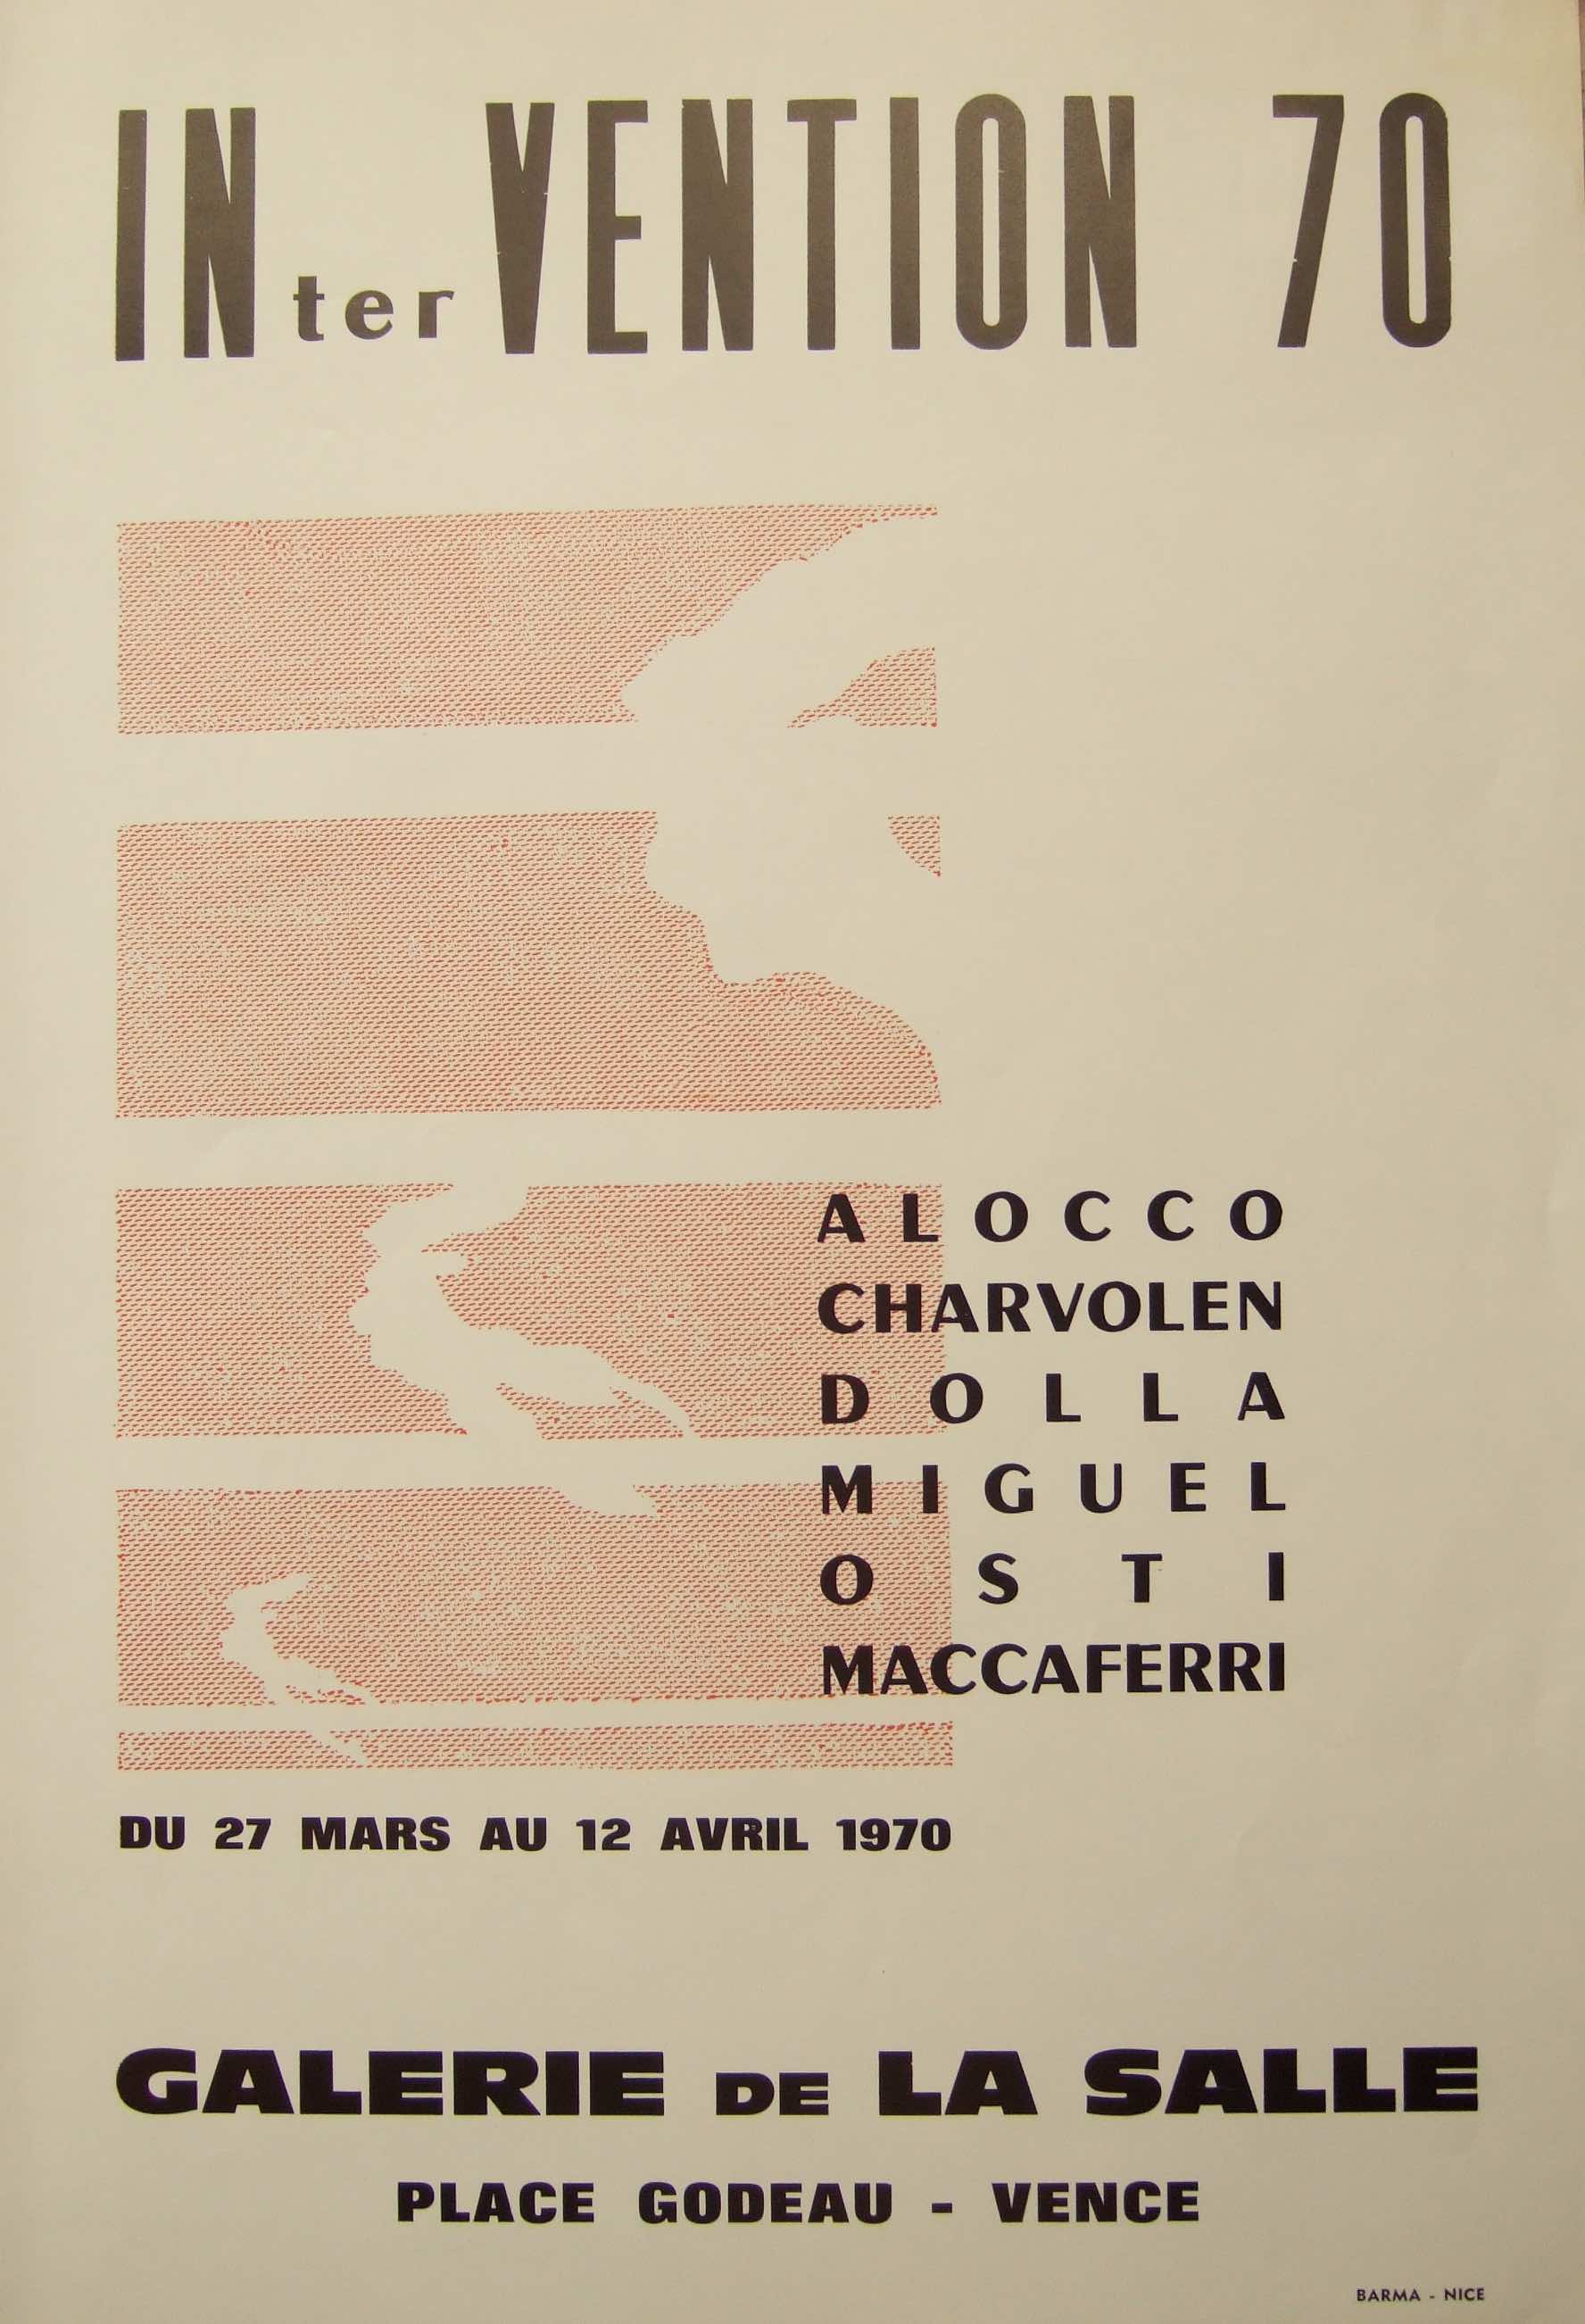 INterVENTION 70
ALOCCO
CHARVOLEN
DOLLA
MIGUEL
OSTI
MACCAFERRI
DU 27 MARS AU 12 AVRIL 1970
GALERIE DE LA SALLE
PLACE GODEAU - VENCE
BARMA - NICE